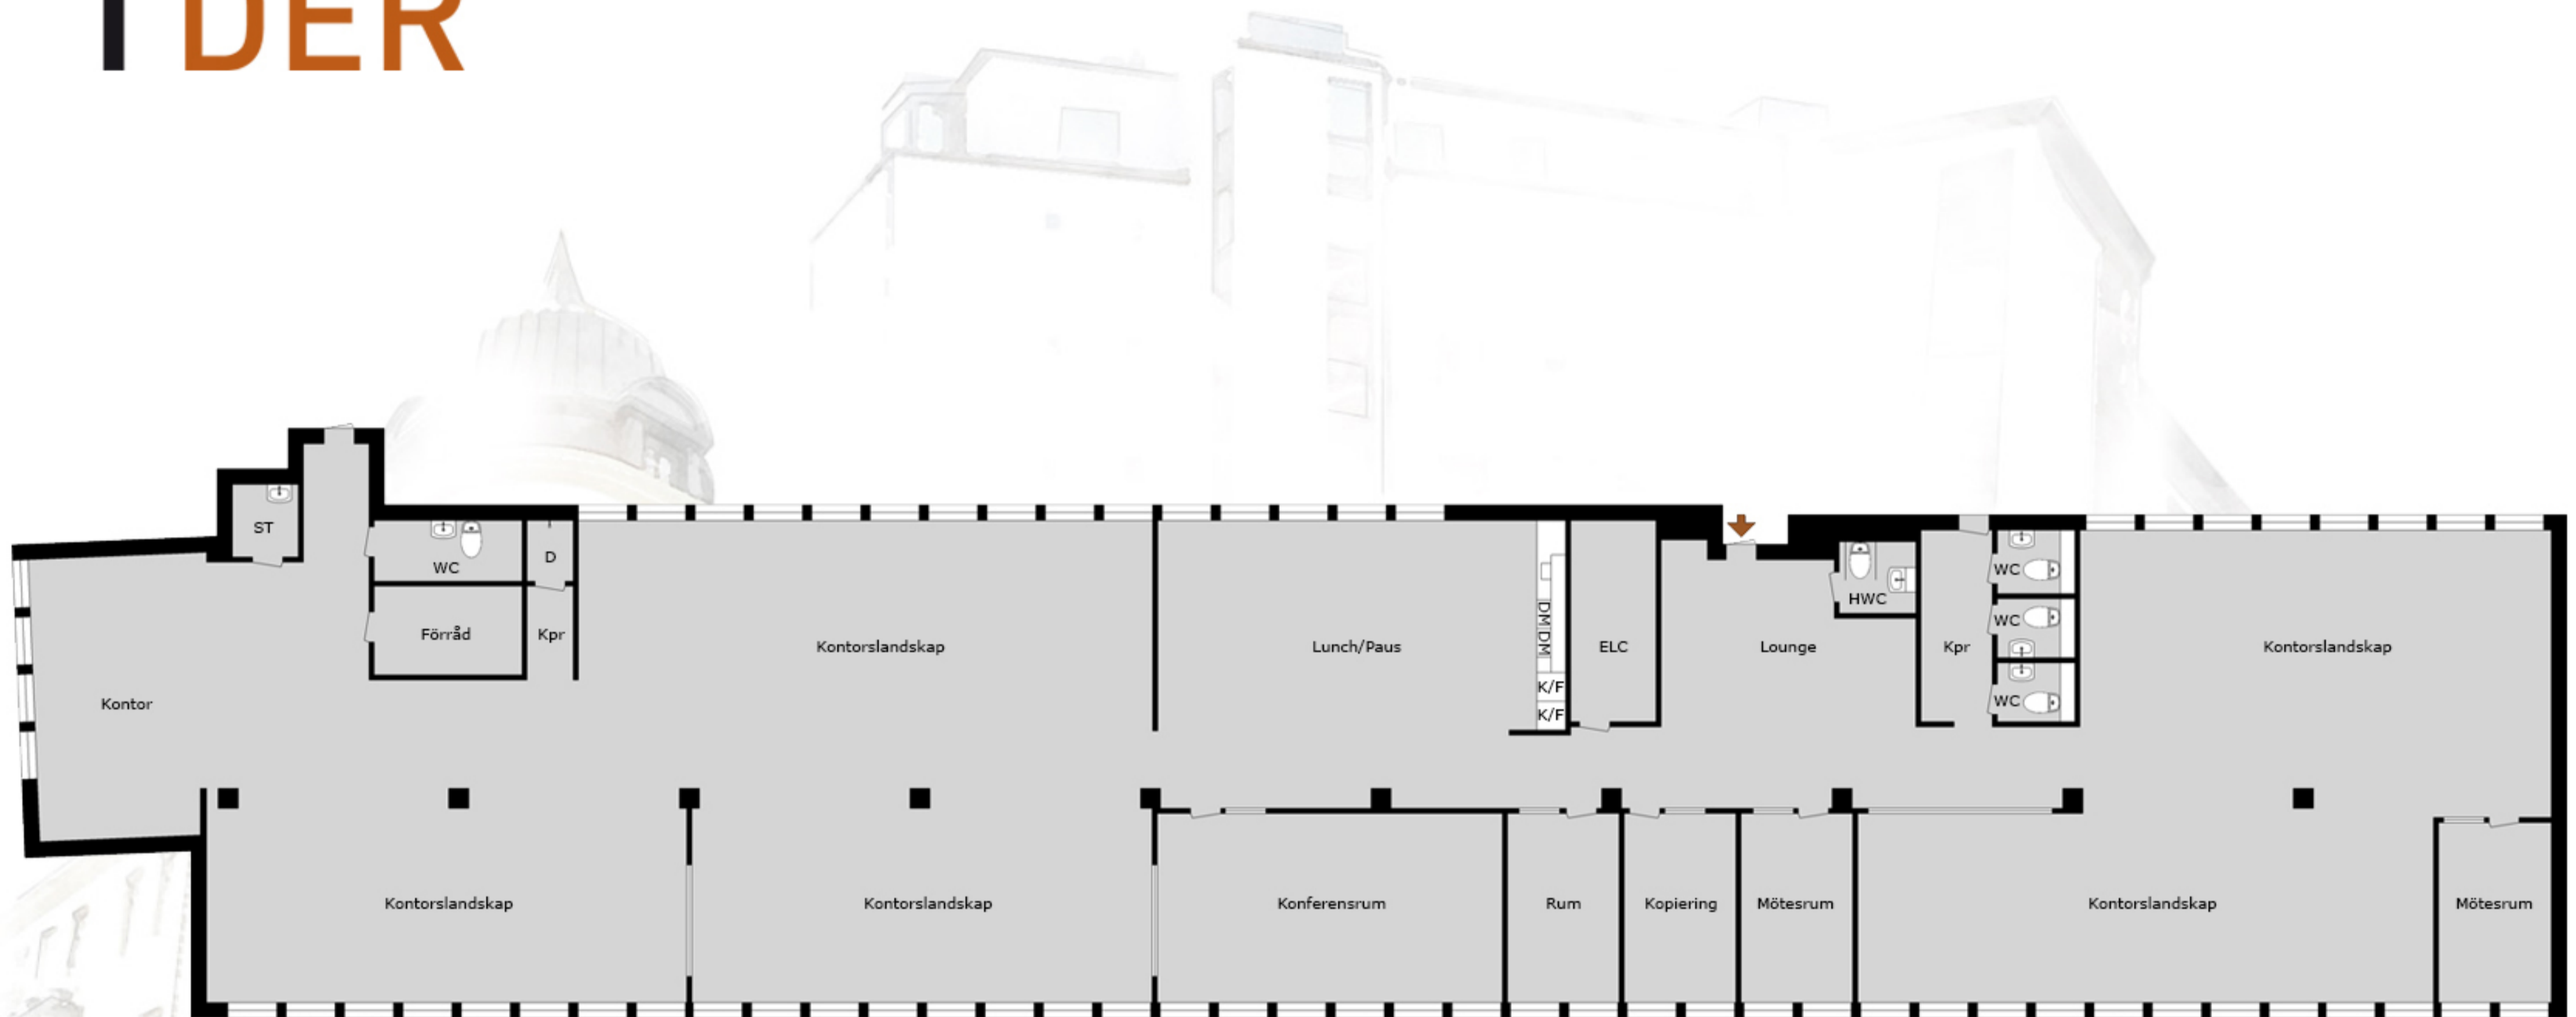 DER
ST
WC
D
Förråd
Kpr
Kontor
Kontorslandskap
Lunch/Paus
DM
DM
K/F
K/F
ELC
Lounge
HWC
Kpr
WC
WC
WC
Kontorslandskap
Kontorslandskap
Kontorslandskap
Konferensrum
Rum
Kopiering
Mötesrum
Kontorslandskap
Mötesrum